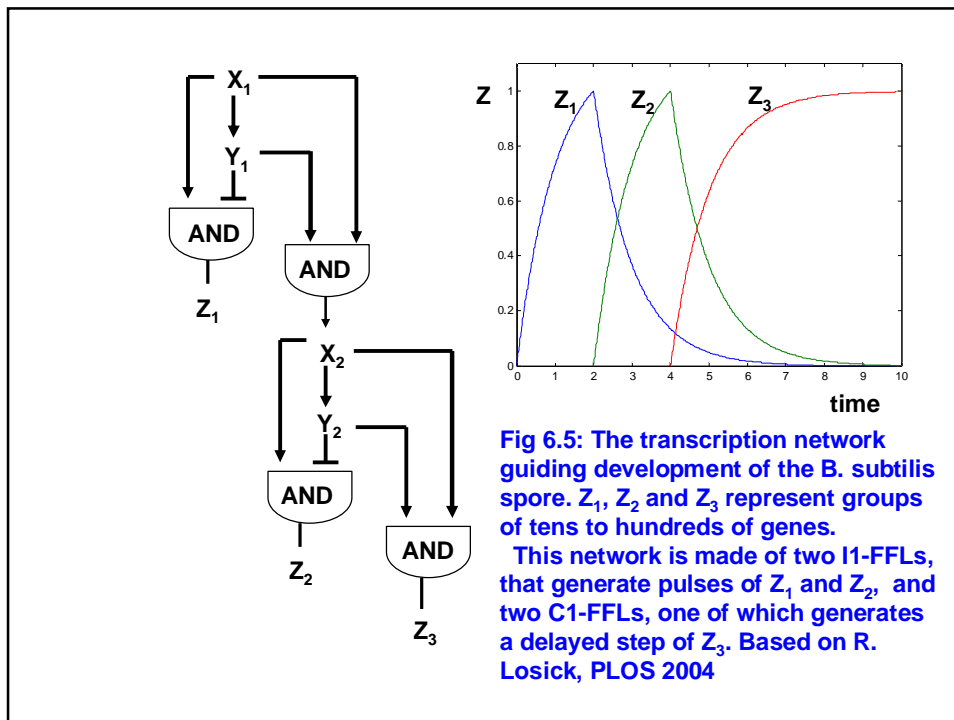 X1
Y1
AND
AND
Z1
X2
Y2
AND
AND
Z2
Z3
Z
Z1
Z2
Z3
1
0.8
0.6
0.4
0.2
0
0 1 2 3 4 5 6 7 8 9 10
time
Fig 6.5: The transcription network
guiding development of the B. subtilis
spore. Z1, Z2 and Z3 represent groups
of tens to hundreds of genes.
This network is made of two I1-FFLs,
that generate pulses of Z1 and Z2, and
two C1-FFLs, one of which generates
a delayed step of Z3. Based on R.
Losick, PLOS 2004